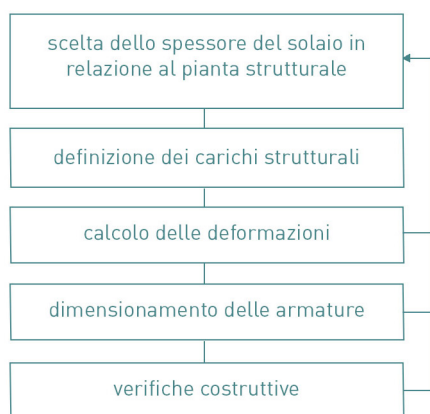 scelta dello spessore del solaio in
relazione al pianta strutturale
definizione dei carichi strutturali
calcolo delle deformazioni
dimensionamento delle armature
verifiche costruttive